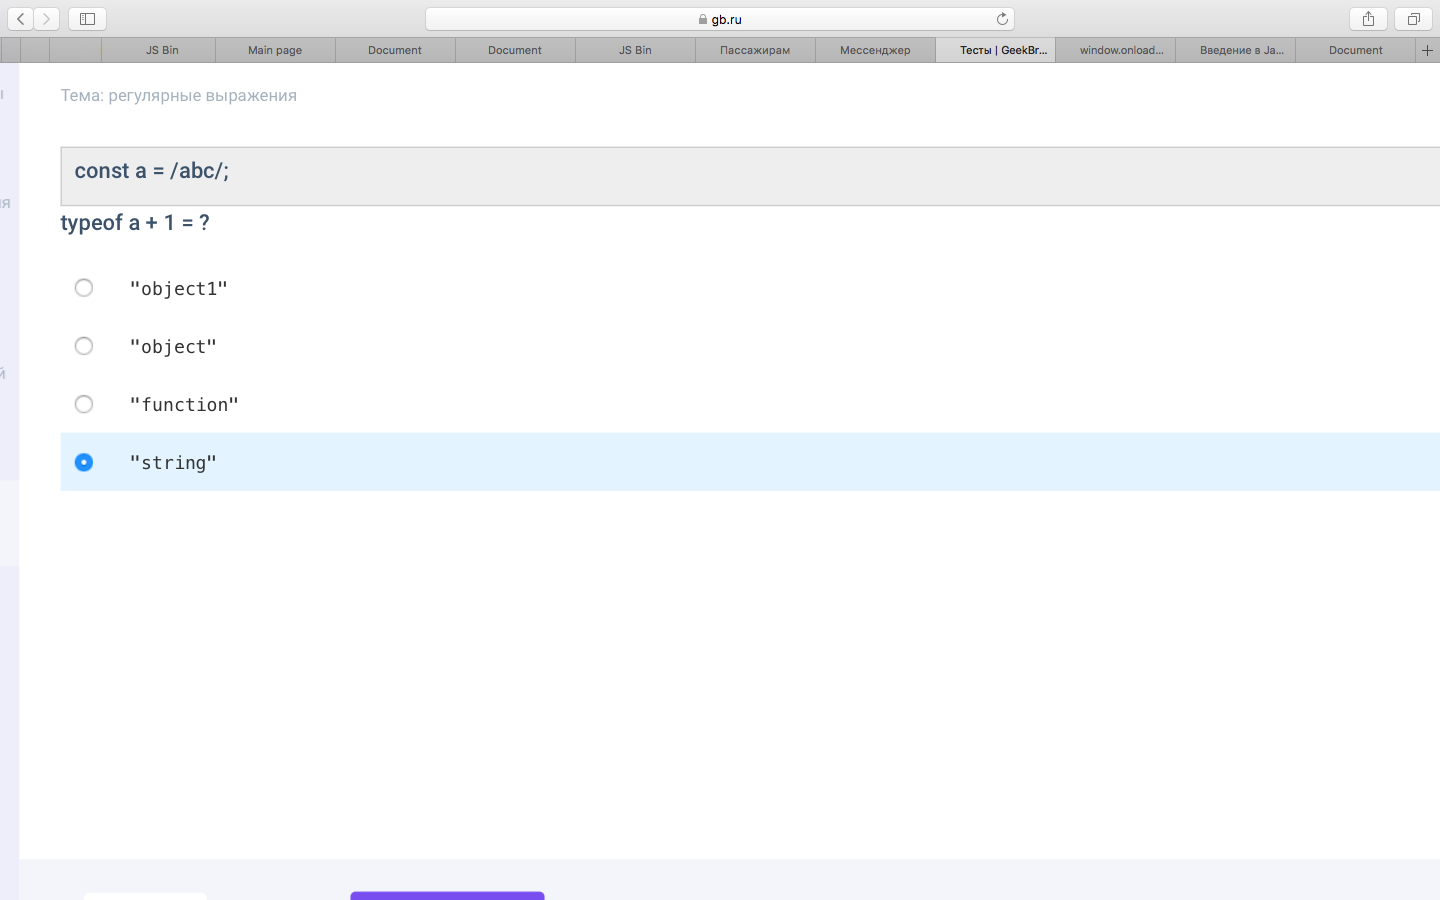 gb.ru
JS Bin
Main page
Document
Document
JS Bin
Пассажирам
Мессенджер
Тесты | GeekBr...
window.onload...
Введение в Ja...
Document
Тема: регулярные выражения
const a = /abc/;
typeof a + 1 = ?
"object1"
"object"
"function"
"string"